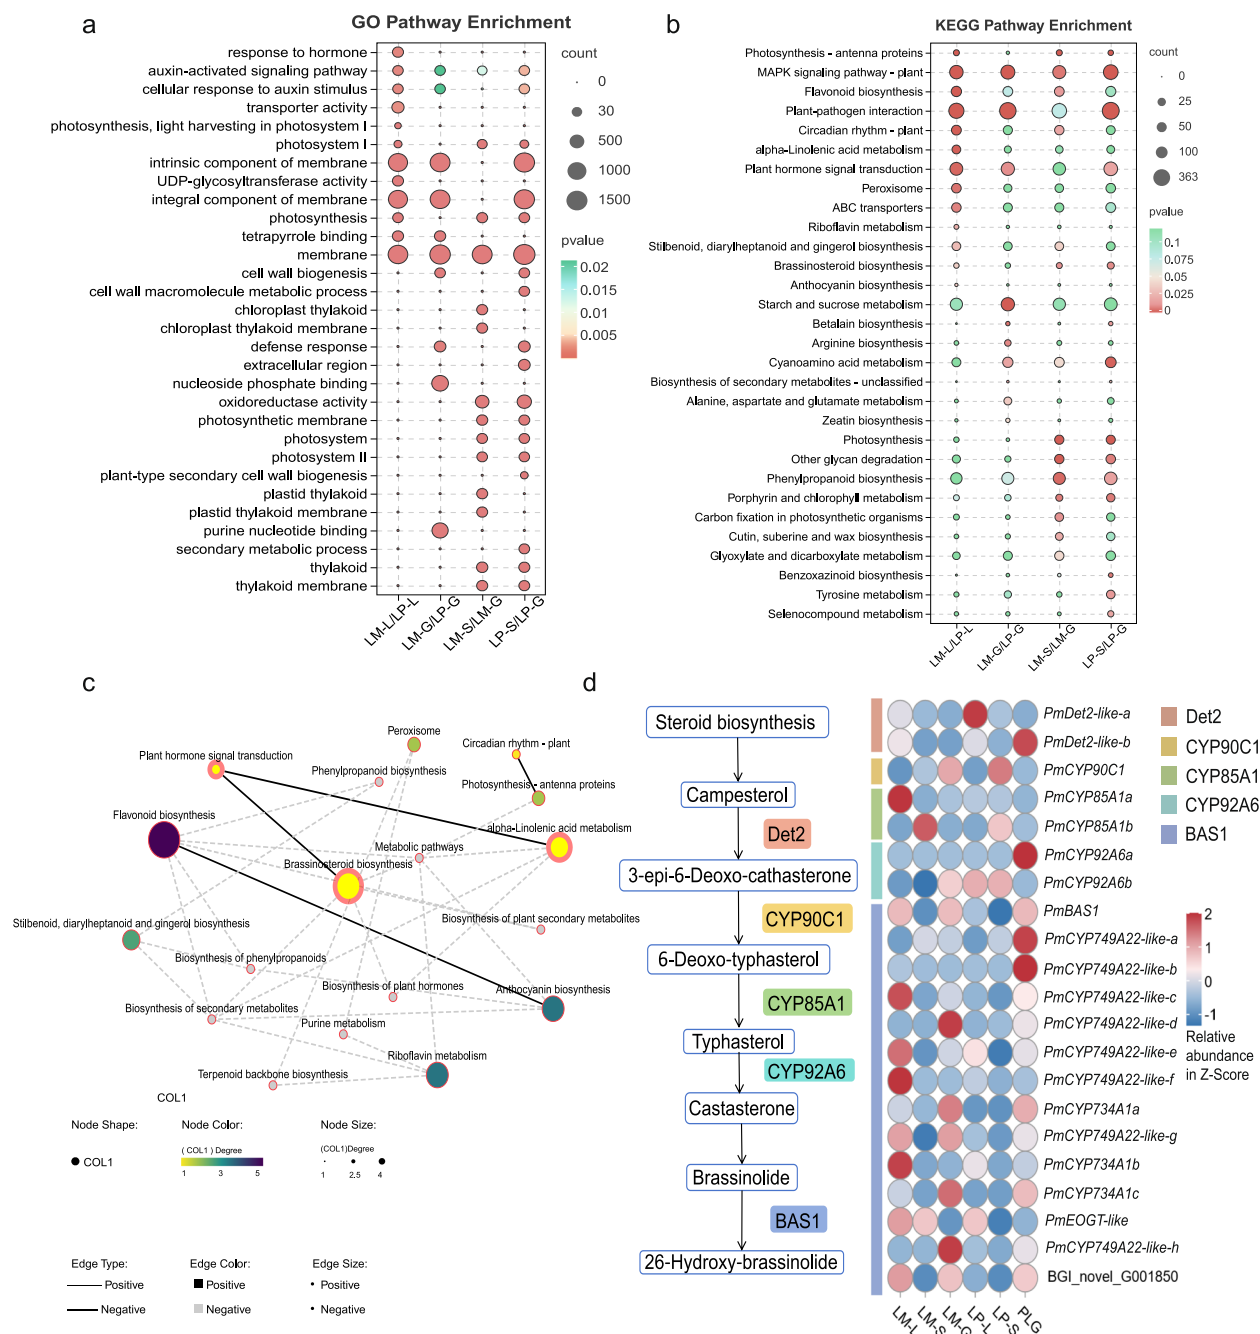 a
GO Pathway Enrichment
response to hormone
auxin-activated signaling pathway
cellular response to auxin stimulus
transporter activity
photosynthesis, light harvesting in photosystem I
photosystem I
intrinsic component of membrane
UDP-glycosyltransferase activity
integral component of membrane
photosynthesis
tetrapyrrole binding
membrane
cell wall biogenesis
cell wall macromolecule metabolic process
chloroplast thylakoid
chloroplast thylakoid membrane
defense response
extracellular region
nucleoside phosphate binding
oxidoreductase activity
photosynthetic membrane
photosystem
photosystem II
plant-type secondary cell wall biogenesis
plastid thylakoid
plastid thylakoid membrane
purine nucleotide binding
secondary metabolic process
thylakoid
thylakoid membrane
LM-L/LP-L
LM-G/LP-G
LM-S/LM-G
LP-S/LP-G
count
0
30
500
1000
1500
pvalue
0.02
0.015
0.01
0.005
b
KEGG Pathway Enrichment
Photosynthesis - antenna proteins
MAPK signaling pathway - plant
Flavonoid biosynthesis
Plant-pathogen interaction
Circadian rhythm - plant
alpha-Linolenic acid metabolism
Plant hormone signal transduction
Peroxisome
ABC transporters
Riboflavin metabolism
Stilbenoid, diarylheptanoid and gingerol biosynthesis
Brassinosteroid biosynthesis
Anthocyanin biosynthesis
Starch and sucrose metabolism
Betalain biosynthesis
Arginine biosynthesis
Cyanoamino acid metabolism
Biosynthesis of secondary metabolites - unclassified
Alanine, aspartate and glutamate metabolism
Zeatin biosynthesis
Photosynthesis
Other glycan degradation
Phenylpropanoid biosynthesis
Porphyrin and chlorophyll metabolism
Carbon fixation in photosynthetic organisms
Cutin, suberine and wax biosynthesis
Glyoxylate and dicarboxylate metabolism
Benzoxazinoid biosynthesis
Tyrosine metabolism
Selenocompound metabolism
LM-L/LP-L
LM-G/LP-G
LM-S/LM-G
LP-S/LP-G
count
0
25
50
100
363
pvalue
0.1
0.075
0.05
0.025
0
c
Peroxisome
Circadian rhythm - plant
Plant hormone signal transduction
Phenylpropanoid biosynthesis
Photosynthesis - antenna proteins
Flavonoid biosynthesis
alpha-Linolenic acid metabolism
Metabolic pathways
Brassinosteroid biosynthesis
Biosynthesis of plant secondary metabolites
Stilbenoid, diarylheptanoid and gingerol biosynthesis
Biosynthesis of phenylpropanoids
Biosynthesis of plant hormones
Anthocyanin biosynthesis
Biosynthesis of secondary metabolites
Purine metabolism
Riboflavin metabolism
Terpenoid backbone biosynthesis
COL1
Node Shape:
COL1
Node Color:
( COL1 ) Degree
1 3 5
Node Size:
(COL1)Degree
1 2.5 4
Edge Type:
Positive
Negative
Edge Color:
Positive
Negative
Edge Size:
Positive
Negative
d
Steroid biosynthesis
Campesterol
Det2
3-epi-6-Deoxo-cathasterone
CYP90C1
6-Deoxo-typhasterol
CYP85A1
Typhasterol
CYP92A6
Castasterone
Brassinolide
BAS1
26-Hydroxy-brassinolide
PmDet2-like-a
PmDet2-like-b
PmCYP90C1
PmCYP85A1a
PmCYP85A1b
PmCYP92A6a
PmCYP92A6b
PmBAS1
PmCYP749A22-like-a
PmCYP749A22-like-b
PmCYP749A22-like-c
PmCYP749A22-like-d
PmCYP749A22-like-e
PmCYP749A22-like-f
PmCYP734A1a
PmCYP749A22-like-g
PmCYP734A1b
PmCYP734A1c
PmEOGT-like
PmCYP749A22-like-h
BGI_novel_G001850
LM-L
LM-S
LM-G
LP-L
LP-S
PLG
Det2
CYP90C1
CYP85A1
CYP92A6
BAS1
2
1
0
-1
Relative
abundance
in Z-Score